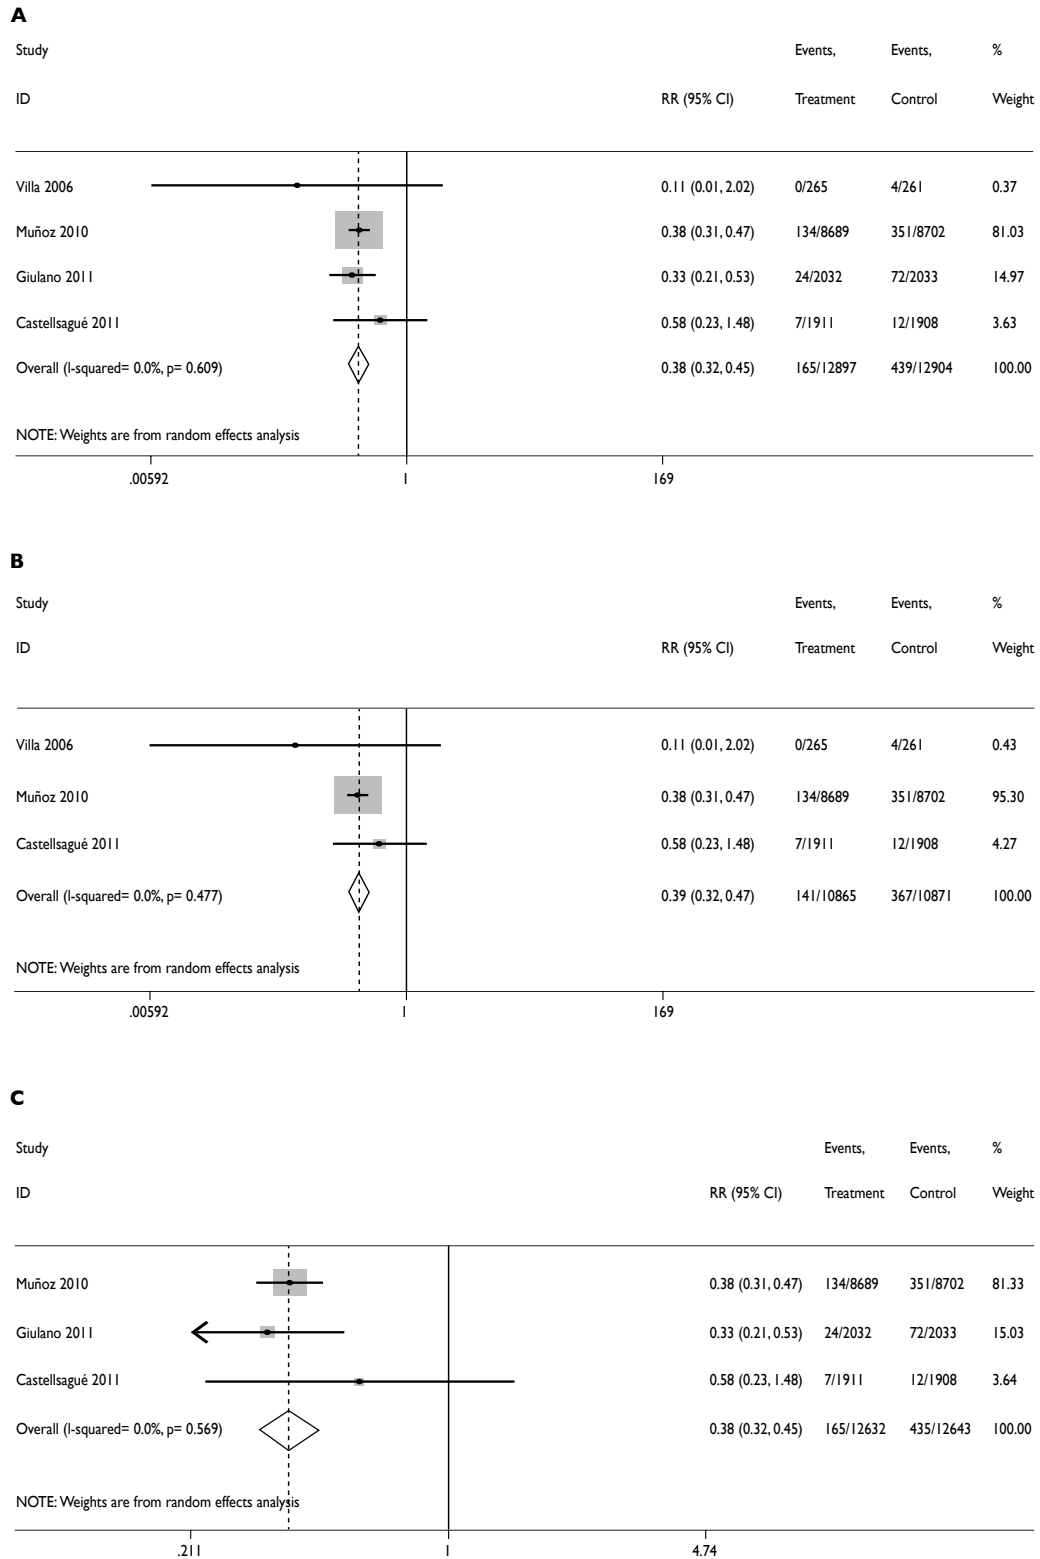 A
Study Events, Events, %
ID RR (95% CI) Treatment Control Weight
Villa 2006 0.11 (0.01, 2.02) 0/265 4/261 0.37
Muñoz 2010 0.38 (0.31, 0.47) 134/8689 351/8702 81.03
Giulano 2011 0.33 (0.21, 0.53) 24/2032 72/2033 14.97
Castellsagué 2011 0.58 (0.23, 1.48) 7/1911 12/1908 3.63
Overall (I-squared= 0.0%, p= 0.609) 0.38 (0.32, 0.45) 165/12897 439/12904 100.00
NOTE: Weights are from random effects analysis
.00592 1 169
B
Study Events, Events, %
ID RR (95% CI) Treatment Control Weight
Villa 2006 0.11 (0.01, 2.02) 0/265 4/261 0.43
Muñoz 2010 0.38 (0.31, 0.47) 134/8689 351/8702 95.30
Castellsagué 2011 0.58 (0.23, 1.48) 7/1911 12/1908 4.27
Overall (I-squared= 0.0%, p= 0.477) 0.39 (0.32, 0.47) 141/10865 367/10871 100.00
NOTE: Weights are from random effects analysis
.00592 1 169
C
Study Events, Events, %
ID RR (95% CI) Treatment Control Weight
Muñoz 2010 0.38 (0.31, 0.47) 134/8689 351/8702 81.33
Giulano 2011 0.33 (0.21, 0.53) 24/2032 72/2033 15.03
Castellsagué 2011 0.58 (0.23, 1.48) 7/1911 12/1908 3.64
Overall (I-squared= 0.0%, p= 0.569) 0.38 (0.32, 0.45) 165/12632 435/12643 100.00
NOTE: Weights are from random effects analysis
.211 1 4.74